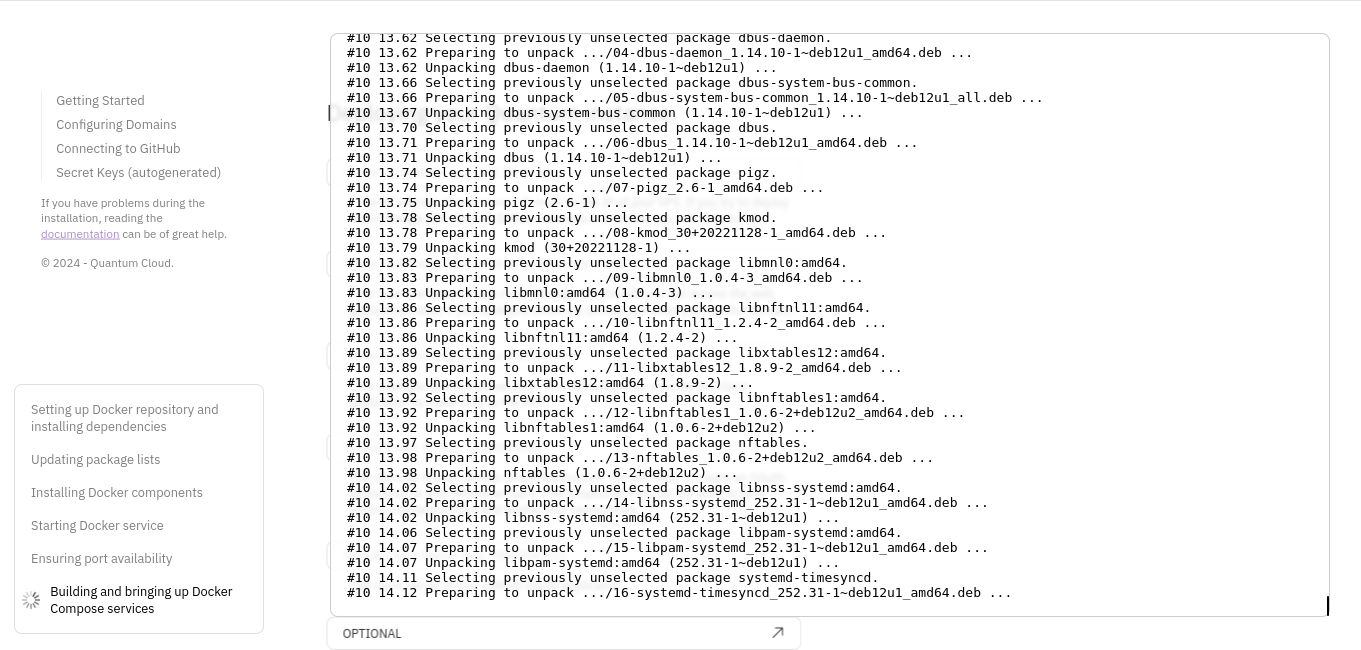 Getting Started
Configuring Domains
Connecting to GitHub
Secret Keys (autogenerated)
If you have problems during the
installation, reading the
documentation can be of great help.
© 2024 - Quantum Cloud.
Setting up Docker repository and
installing dependencies
Updating package lists
Installing Docker components
Starting Docker service
Ensuring port availability
Building and bringing up Docker
Compose services
#10 13.62 Selecting previously unselected package dbus-daemon.
#10 13.62 Preparing to unpack .../04-dbus-daemon_1.14.10-1~deb12u1_amd64.deb ...
#10 13.62 Unpacking dbus-daemon (1.14.10-1~deb12u1) ...
#10 13.66 Selecting previously unselected package dbus-system-bus-common.
#10 13.66 Preparing to unpack .../05-dbus-system-bus-common_1.14.10-1~deb12u1_all.deb ...
#10 13.67 Unpacking dbus-system-bus-common (1.14.10-1~deb12u1) ...
#10 13.70 Selecting previously unselected package dbus.
#10 13.71 Preparing to unpack .../06-dbus_1.14.10-1~deb12u1_amd64.deb ...
#10 13.71 Unpacking dbus (1.14.10-1~deb12u1) ...
#10 13.74 Selecting previously unselected package pigz.
#10 13.74 Preparing to unpack .../07-pigz_2.6-1_amd64.deb ...
#10 13.75 Unpacking pigz (2.6-1) ...
#10 13.78 Selecting previously unselected package kmod.
#10 13.78 Preparing to unpack .../08-kmod_30+20221128-1_amd64.deb ...
#10 13.79 Unpacking kmod (30+20221128-1) ...
#10 13.82 Selecting previously unselected package libmnl0:amd64.
#10 13.83 Preparing to unpack .../09-libmnl0_1.0.4-3_amd64.deb ...
#10 13.83 Unpacking libmnl0:amd64 (1.0.4-3) ...
#10 13.86 Selecting previously unselected package libnftnl11:amd64.
#10 13.86 Preparing to unpack .../10-libnftnl11_1.2.4-2_amd64.deb ...
#10 13.86 Unpacking libnftnl11:amd64 (1.2.4-2) ...
#10 13.89 Selecting previously unselected package libxtables12:amd64.
#10 13.89 Preparing to unpack .../11-libxtables12_1.8.9-2_amd64.deb ...
#10 13.89 Unpacking libxtables12:amd64 (1.8.9-2) ...
#10 13.92 Selecting previously unselected package libnftables1:amd64.
#10 13.92 Preparing to unpack .../12-libnftables1_1.0.6-2+deb12u2_amd64.deb ...
#10 13.92 Unpacking libnftables1:amd64 (1.0.6-2+deb12u2) ...
#10 13.97 Selecting previously unselected package nftables.
#10 13.98 Preparing to unpack .../13-nftables_1.0.6-2+deb12u2_amd64.deb ...
#10 13.98 Unpacking nftables (1.0.6-2+deb12u2) ...
#10 14.02 Selecting previously unselected package libnss-systemd:amd64.
#10 14.02 Preparing to unpack .../14-libnss-systemd_252.31-1~deb12u1_amd64.deb ...
#10 14.02 Unpacking libnss-systemd:amd64 (252.31-1~deb12u1) ...
#10 14.06 Selecting previously unselected package libpam-systemd:amd64.
#10 14.07 Preparing to unpack .../15-libpam-systemd_252.31-1~deb12u1_amd64.deb ...
#10 14.07 Unpacking libpam-systemd:amd64 (252.31-1~deb12u1) ...
#10 14.11 Selecting previously unselected package systemd-timesyncd.
#10 14.12 Preparing to unpack .../16-systemd-timesyncd_252.31-1~deb12u1_amd64.deb ...
OPTIONAL